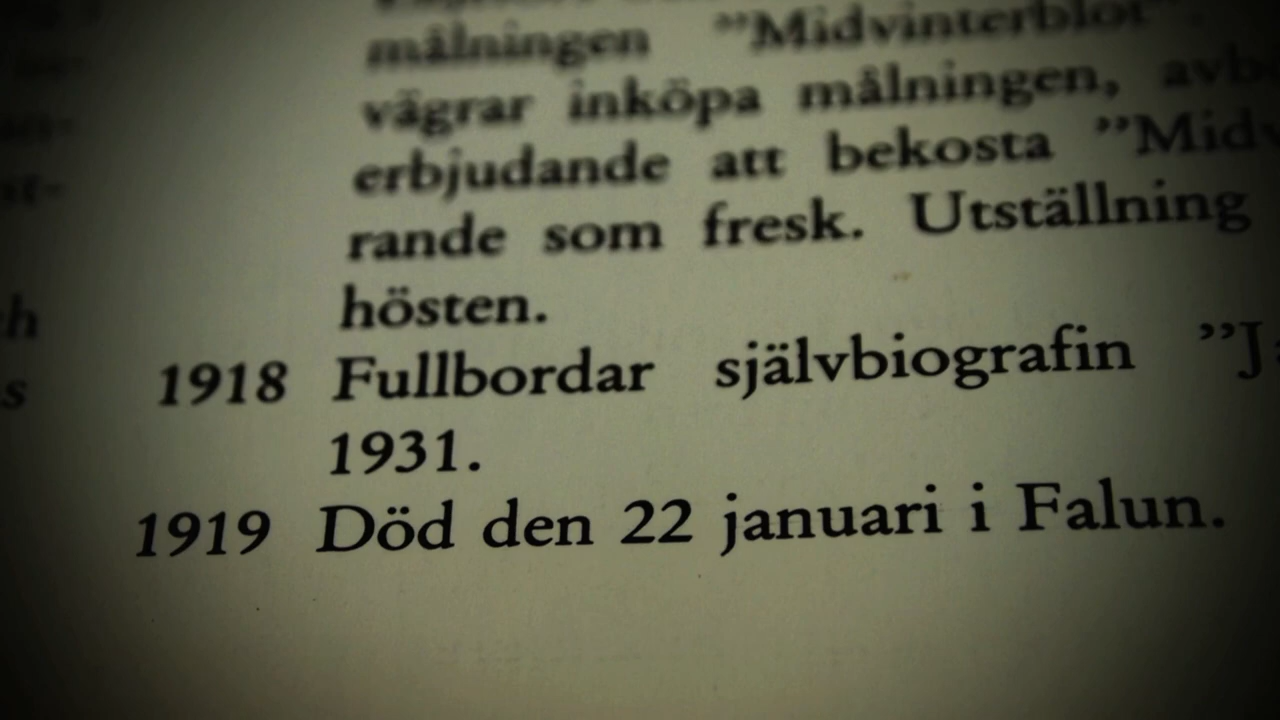 målningen ”Midvinterblot”
vägrar inköpa målningen,
erbjudande att bekosta
rande som fresk. Utställning
hösten.
1918 Fullbordar självbiografin
1931.
1919 Död den 22 januari i Falun.